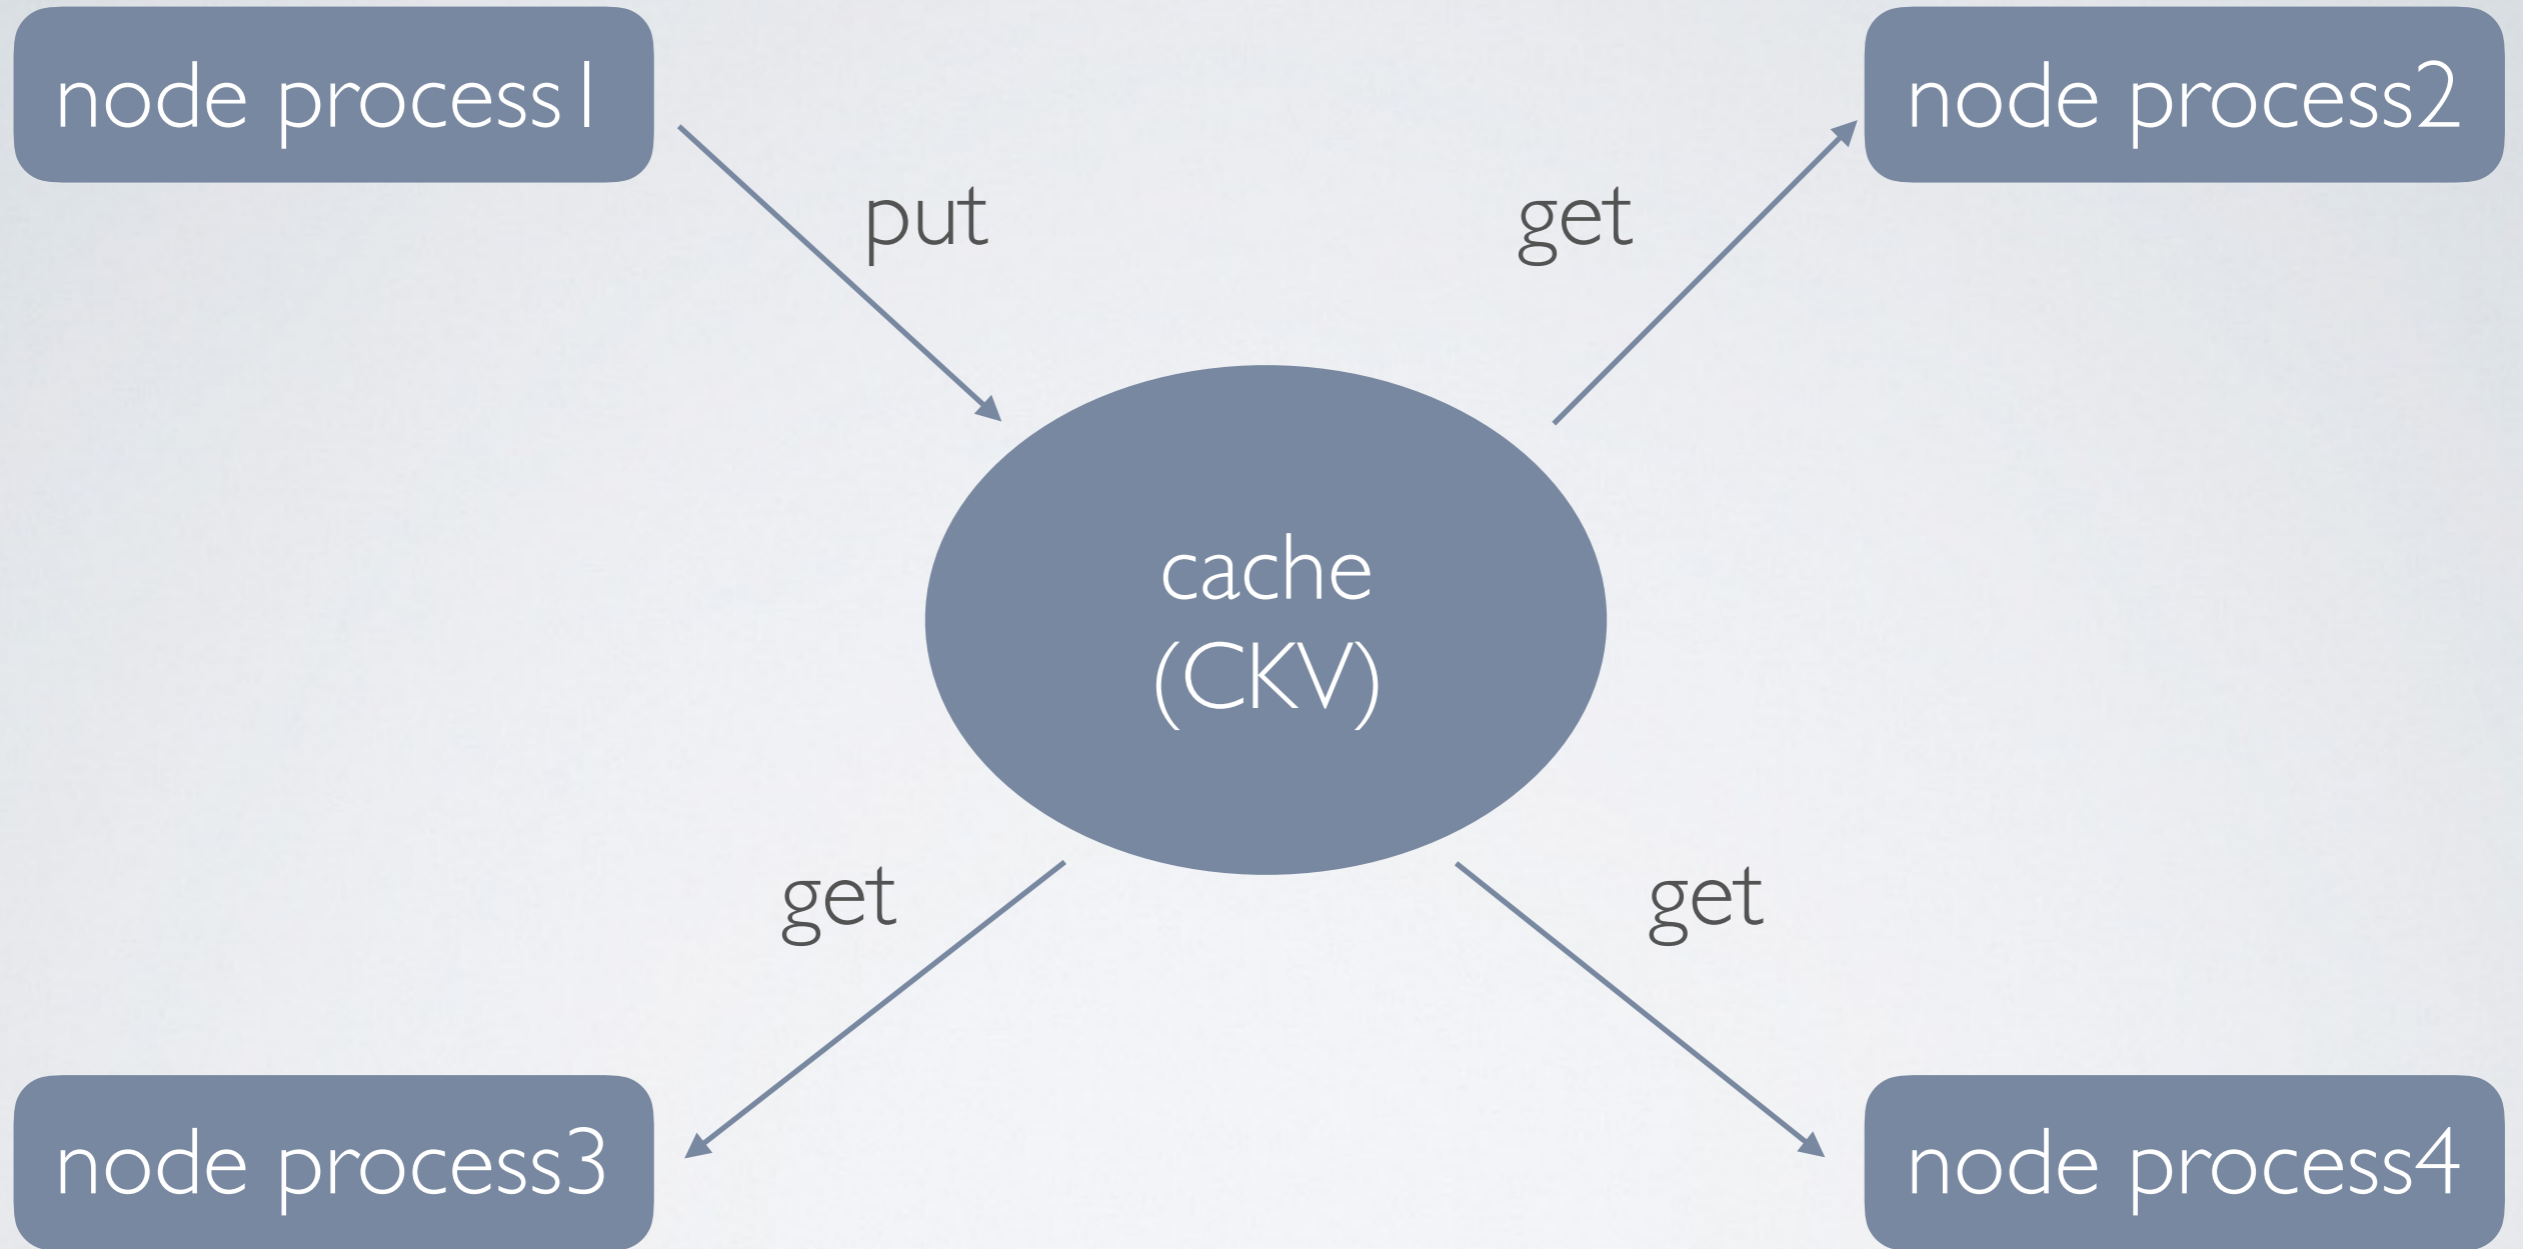 node process1
node process2
put
get
cache
(CKV)
get
get
node process3
node process4